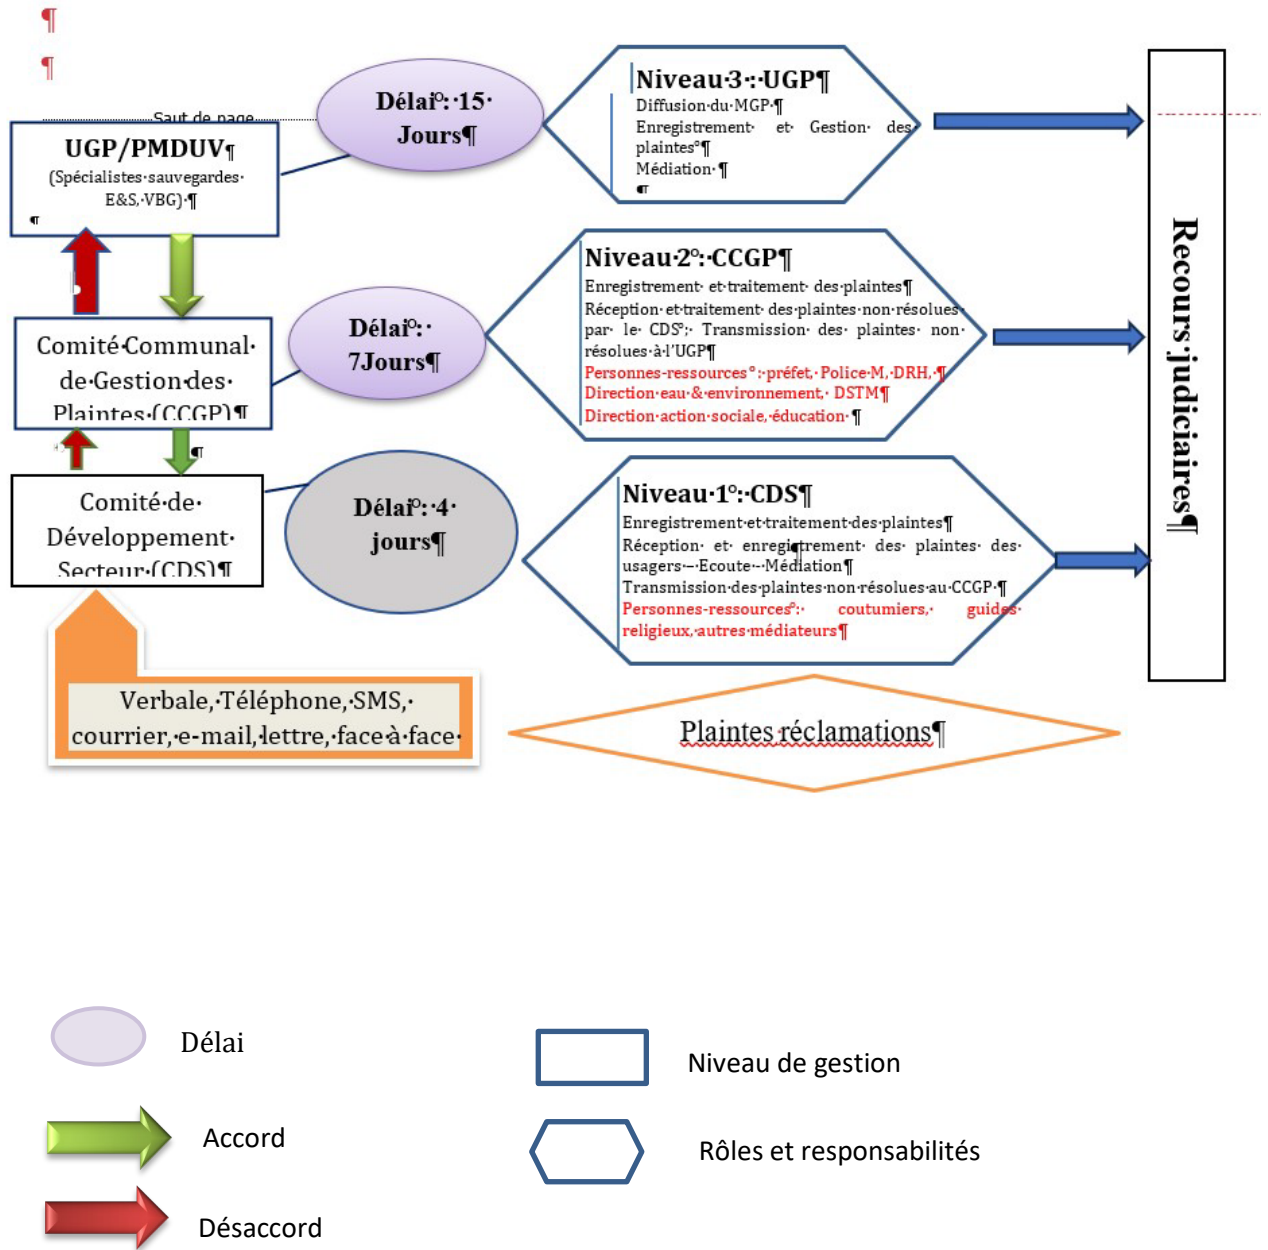 ¶
¶
Saut de page
UGP/PMDUV¶
(Spécialistes·sauvegardes·
E&S,·VBG)·¶
¶
Délai°:·15·
Jours¶
Niveau·3·:·UGP¶
Diffusion·du·MGP·¶
Enregistrement· et· Gestion· des·
plaintes°¶
Médiation·¶
¶
Comité·Communal·
de·Gestion·des·
Plaintes·(CCGP)¶
Délai°:·
7Jours¶
Niveau·2°:·CCGP¶
Enregistrement· et·traitement· des·plaintes¶
Réception·et·traitement· des·plaintes·non·résolues·
par· le· CDS°;· Transmission· des· plaintes· non·
résolues·à·l’UGP¶
Personnes-ressources°:·préfet,·Police·M,·DRH,·¶
Direction·eau·&·environnement,· DSTM¶
Direction·action·sociale,·éducation·¶
¶
Comité·de·
Développement·
Secteur·(CDS)¶
Délai°:·4·
jours¶
Niveau·1°:·CDS¶
Enregistrement·et·traitement·des·plaintes¶
Réception· et· enregistrement· des· plaintes· des·
usagers·–·Ecoute·-·Médiation¶
Transmission·des·plaintes·non·résolues·au·CCGP·¶
Personnes-ressources°:· coutumiers,· guides·
religieux,·autres·médiateurs¶
¶
Recours·judiciaires¶
Verbale,·Téléphone,·SMS,·
courrier,·e-mail,·lettre,·face·à·face·
Plaintes·réclamations¶
Délai
Niveau de gestion
Accord
Rôles et responsabilités
Désaccord